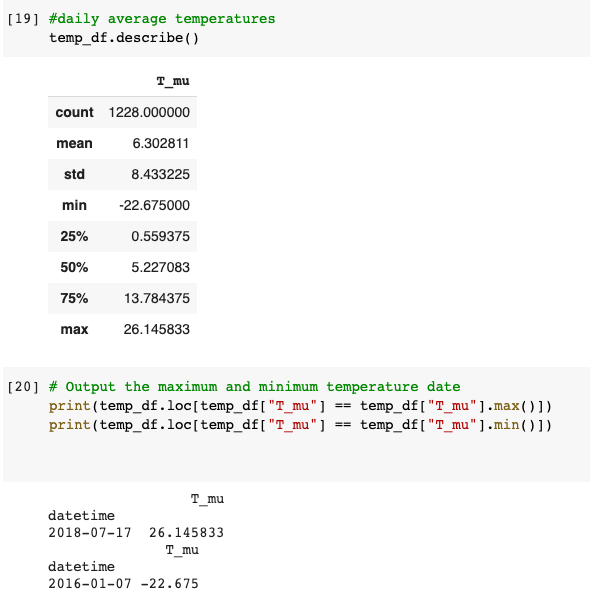 [19] #daily average temperatures
temp_df.describe()
T_mu
count 1228.000000
mean 6.302811
std 8.433225
min -22.675000
25% 0.559375
50% 5.227083
75% 13.784375
max 26.145833
[20] # Output the maximum and minimum temperature date
print(temp_df.loc[temp_df["T_mu"] == temp_df["T_mu"].max()])
print(temp_df.loc[temp_df["T_mu"] == temp_df["T_mu"].min()])
T_mu
datetime
2018-07-17 26.145833
T_mu
datetime
2016-01-07 -22.675